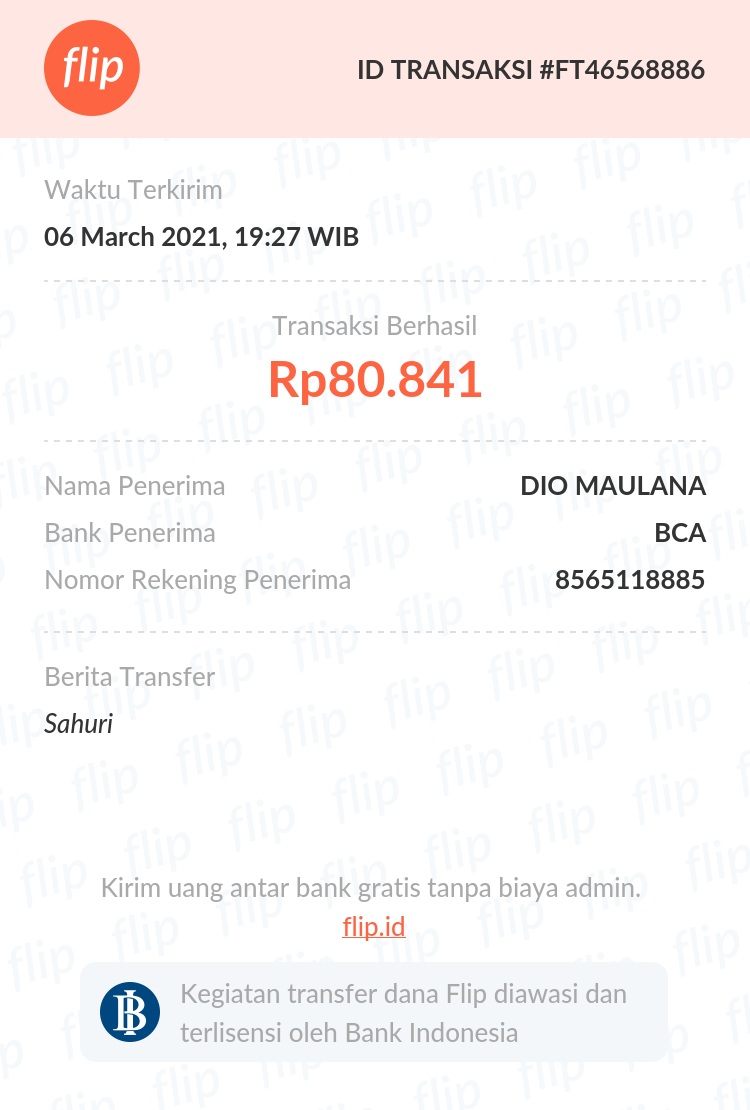 flip
ID TRANSAKSI #FT46568886
Waktu Terkirim
06 March 2021, 19:27 WIB
Transaksi Berhasil
Rp80.841
Nama Penerima DIO MAULANA
Bank Penerima BCA
Nomor Rekening Penerima 8565118885
Berita Transfer
Sahuri
Kirim uang antar bank gratis tanpa biaya admin.
flip.id
Kegiatan transfer dana Flip diawasi dan
terlisensi oleh Bank Indonesia